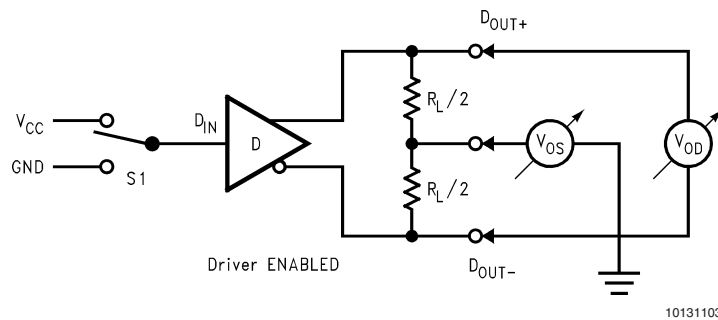 DOUT+
VCC
DIN
RL/2
D
VOS
VOD
GND
S1
RL/2
Driver ENABLED
DOUT-
10131103